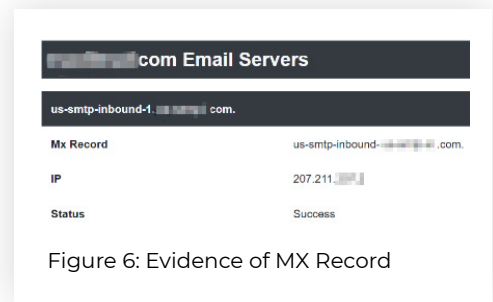 com Email Servers
us-smtp-inbound-1. com.
Mx Record us-smtp-inbound- .com.
IP 207.211.
Status Success
Figure 6: Evidence of MX Record